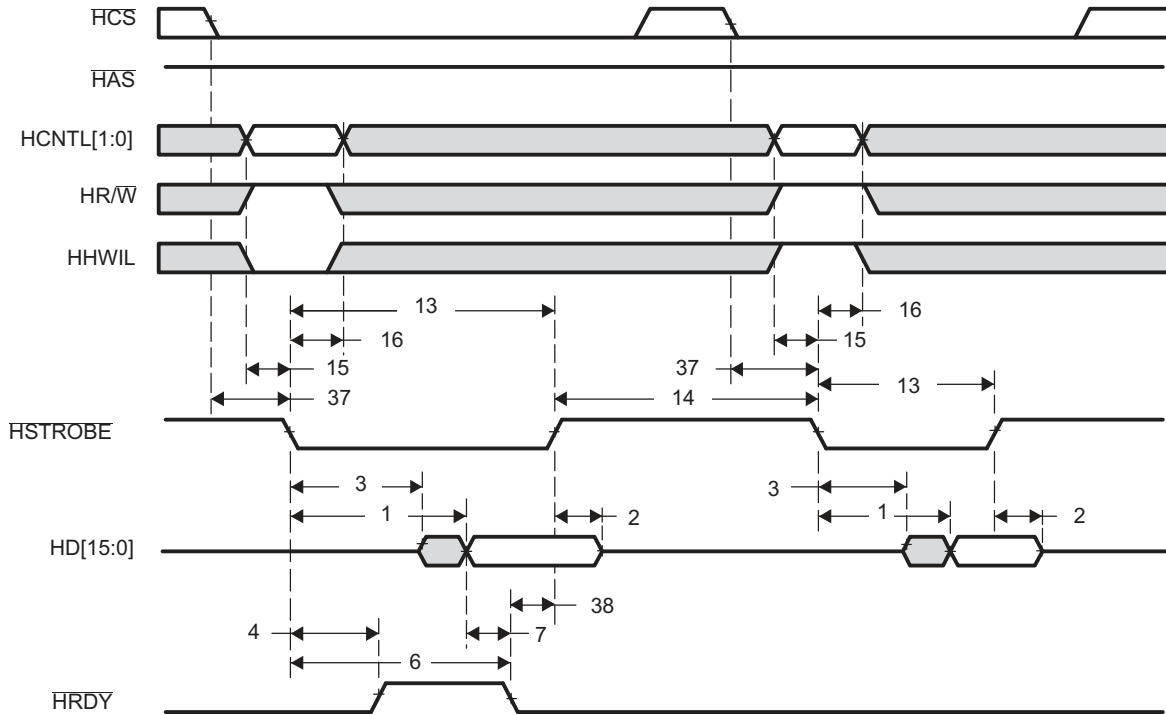 HCS
HAS
HCNTL[1:0]
HR/W
HHWIL
13
16
16
15
15
37
37
13
14
HSTROBE
3
3
1
2
1
2
HD[15:0]
38
4
7
6
HRDY